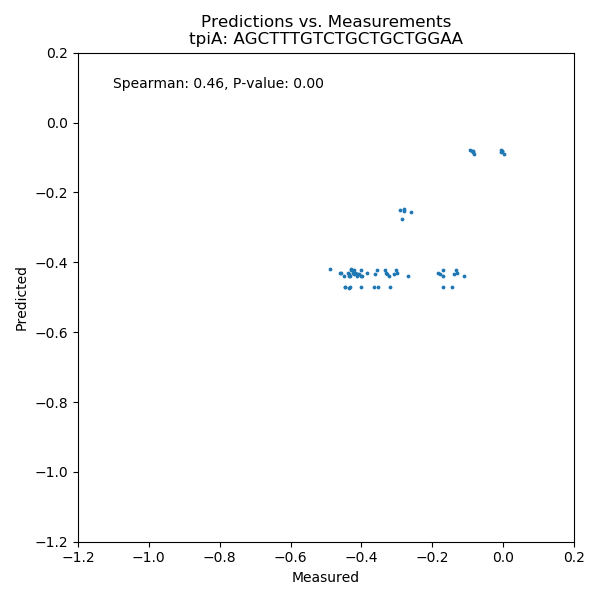 Predictions vs. Measurements
tpiA: AGCTTTGTCTGCTGCTGGAA
Spearman: 0.46, P-value: 0.00
0.2
0.0
−0.2
−0.4
−0.6
−0.8
−1.0
−1.2
Predicted
−1.2 −1.0 −0.8 −0.6 −0.4 −0.2 0.0 0.2
Measured